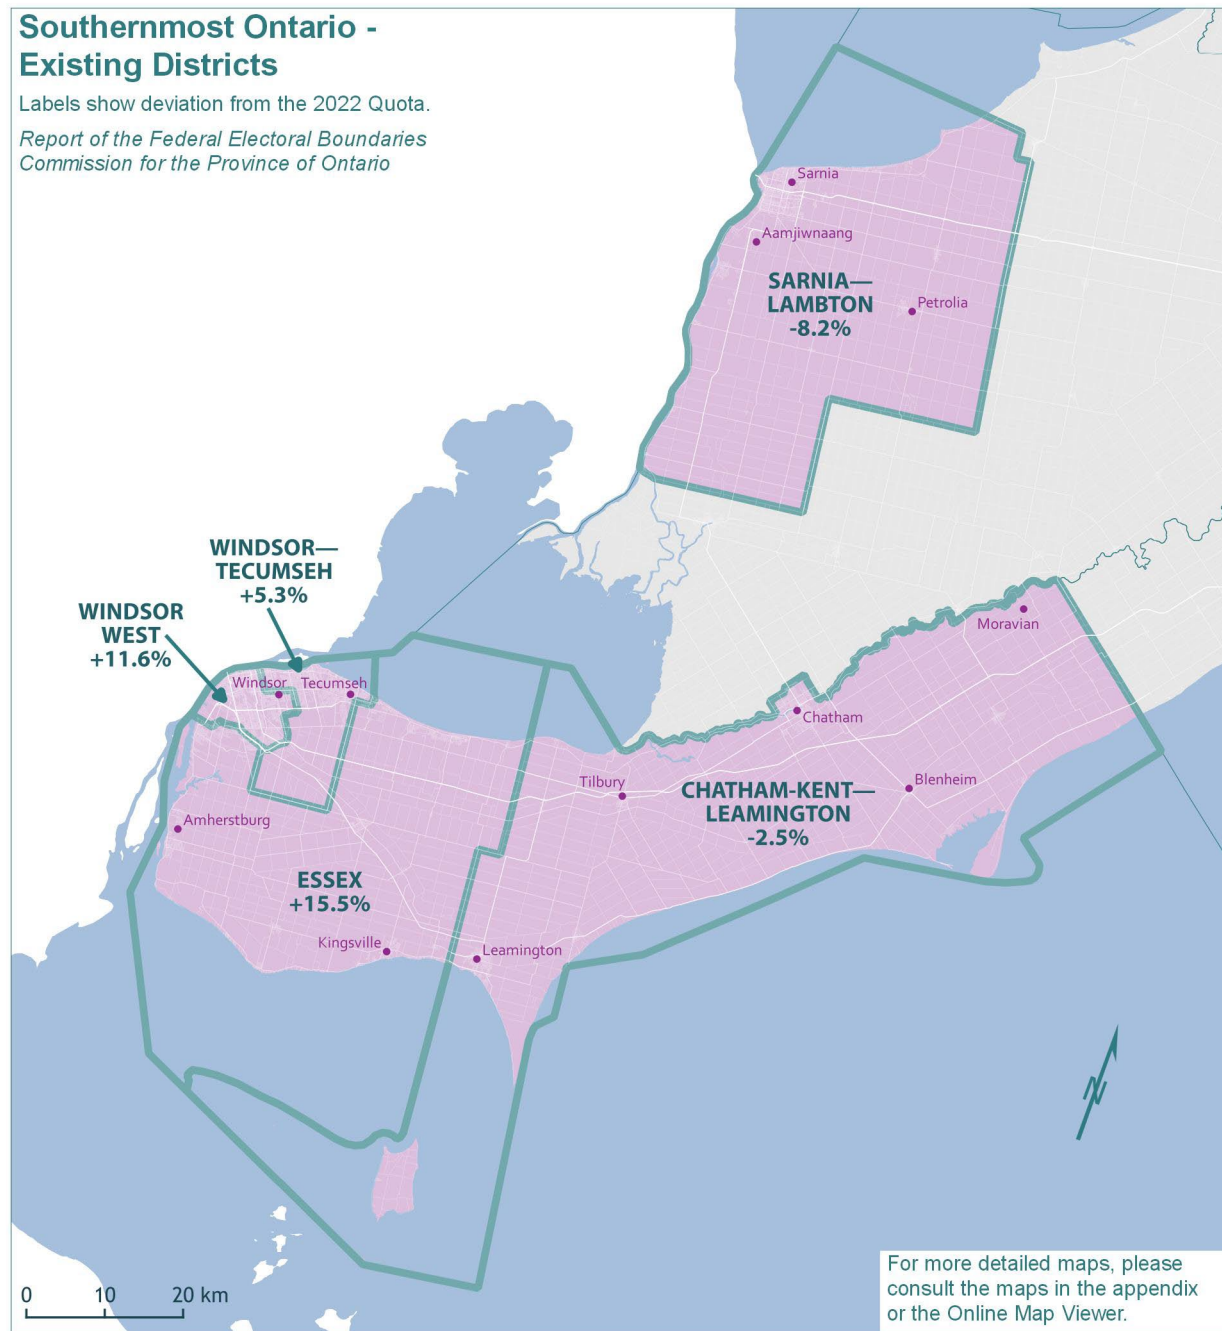 Southernmost Ontario -
Existing Districts
Labels show deviation from the 2022 Quota.
Report of the Federal Electoral Boundaries
Commission for the Province of Ontario
Sarnia
Aamjiwnaang
SARNIA—
LAMBTON
-8.2%
Petrolia
WINDSOR—
TECUMSEH
+5.3%
WINDSOR
WEST
+11.6%
Moravian
Windsor
Tecumseh
Chatham
Tilbury
CHATHAM-KENT—
LEAMINGTON
-2.5%
Blenheim
Amherstburg
ESSEX
+15.5%
Kingsville
Leamington
N
0 10 20 km
For more detailed maps, please
consult the maps in the appendix
or the Online Map Viewer.